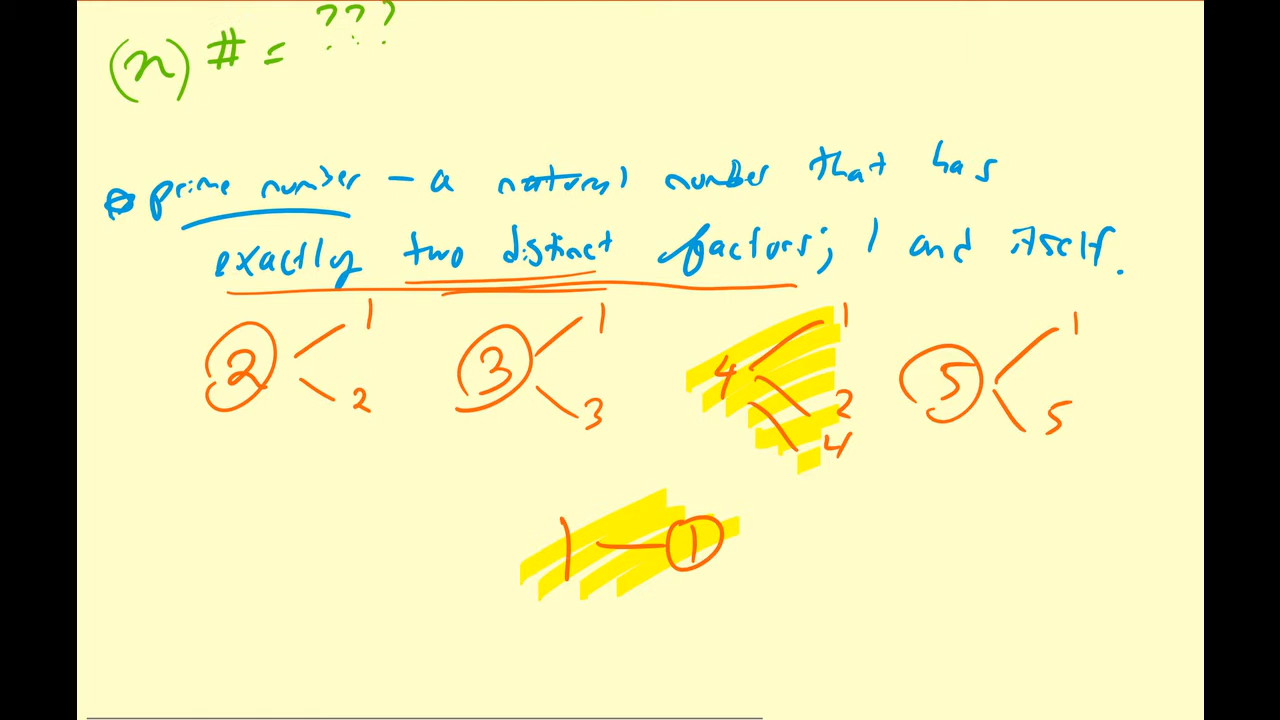 (n) # = ???
prime number – a natural number that has
exactly two distinct factors; 1 and itself.
2 1 2 3 1 3 4 1 2 4 5 1 5
1 1